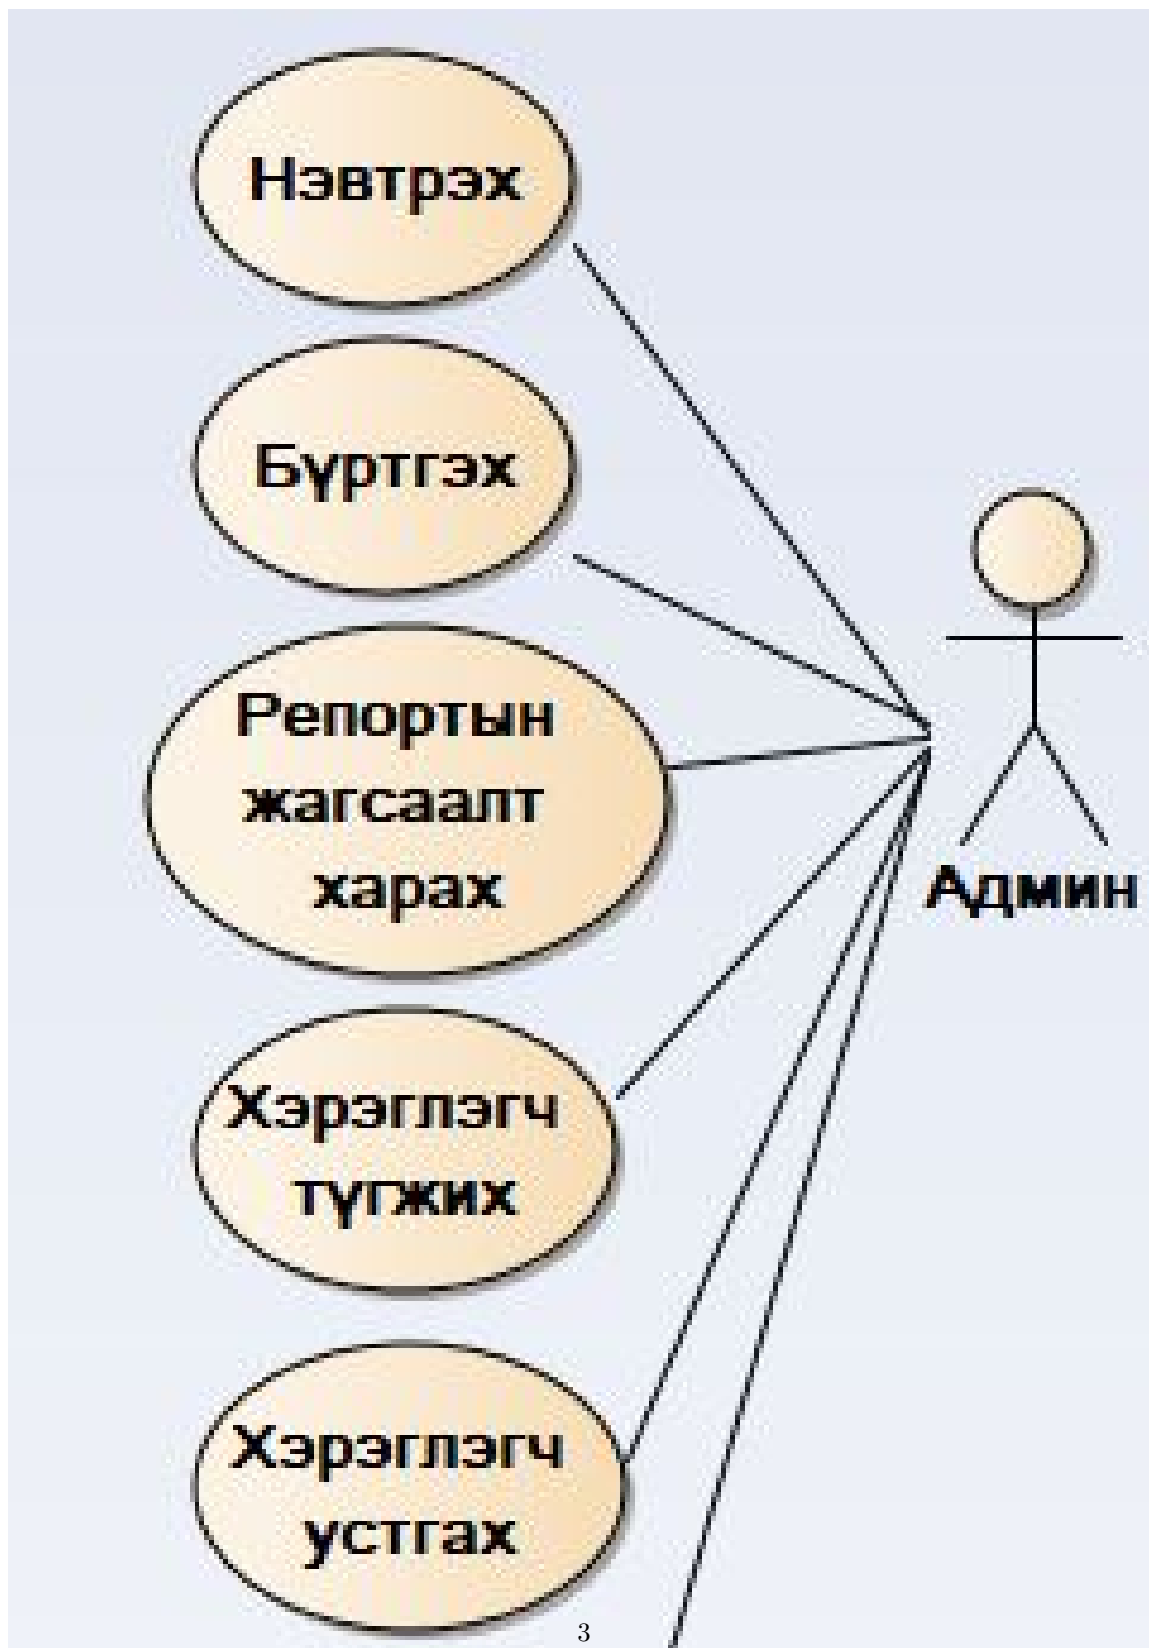 Нэвтрэх
Бүртгэх
Репортын
жагсаалт
харах
Админ
Хэрэглэгч
түгжих
Хэрэглэгч
устгах
3